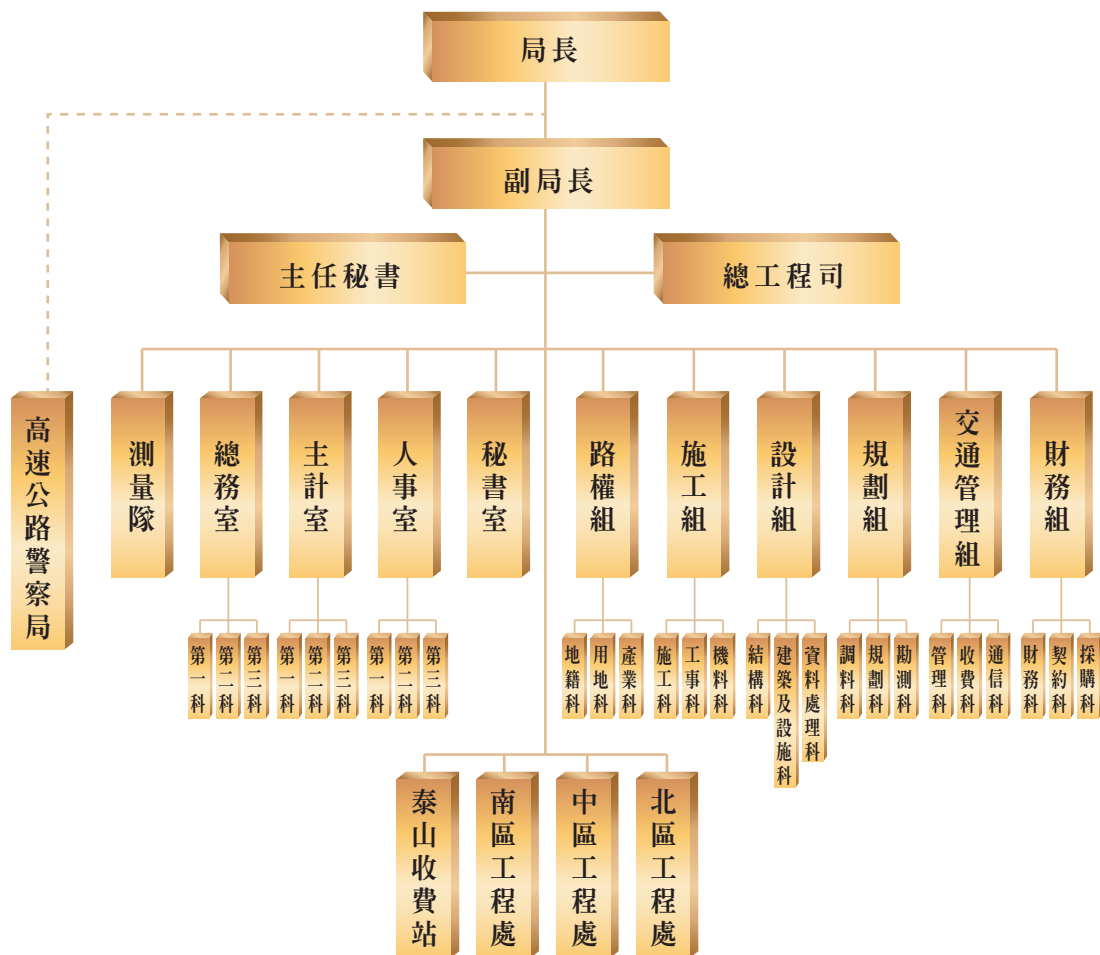 局長
副局長
主任秘書
總工程司
高速公路警察局
測量隊
總務室
主計室
人事室
秘書室
路權組
施工組
設計組
規劃組
交通管理組
財務組
第一科
第二科
第三科
第一科
第二科
第三科
第一科
第二科
第三科
地籍科
用地科
產業科
施工科
工事科
機料科
結構科
建築及設施科
資料處理科
調料科
規劃科
勘測科
管理科
收費科
通信科
財務科
契約科
採購科
泰山收費站
南區工程處
中區工程處
北區工程處